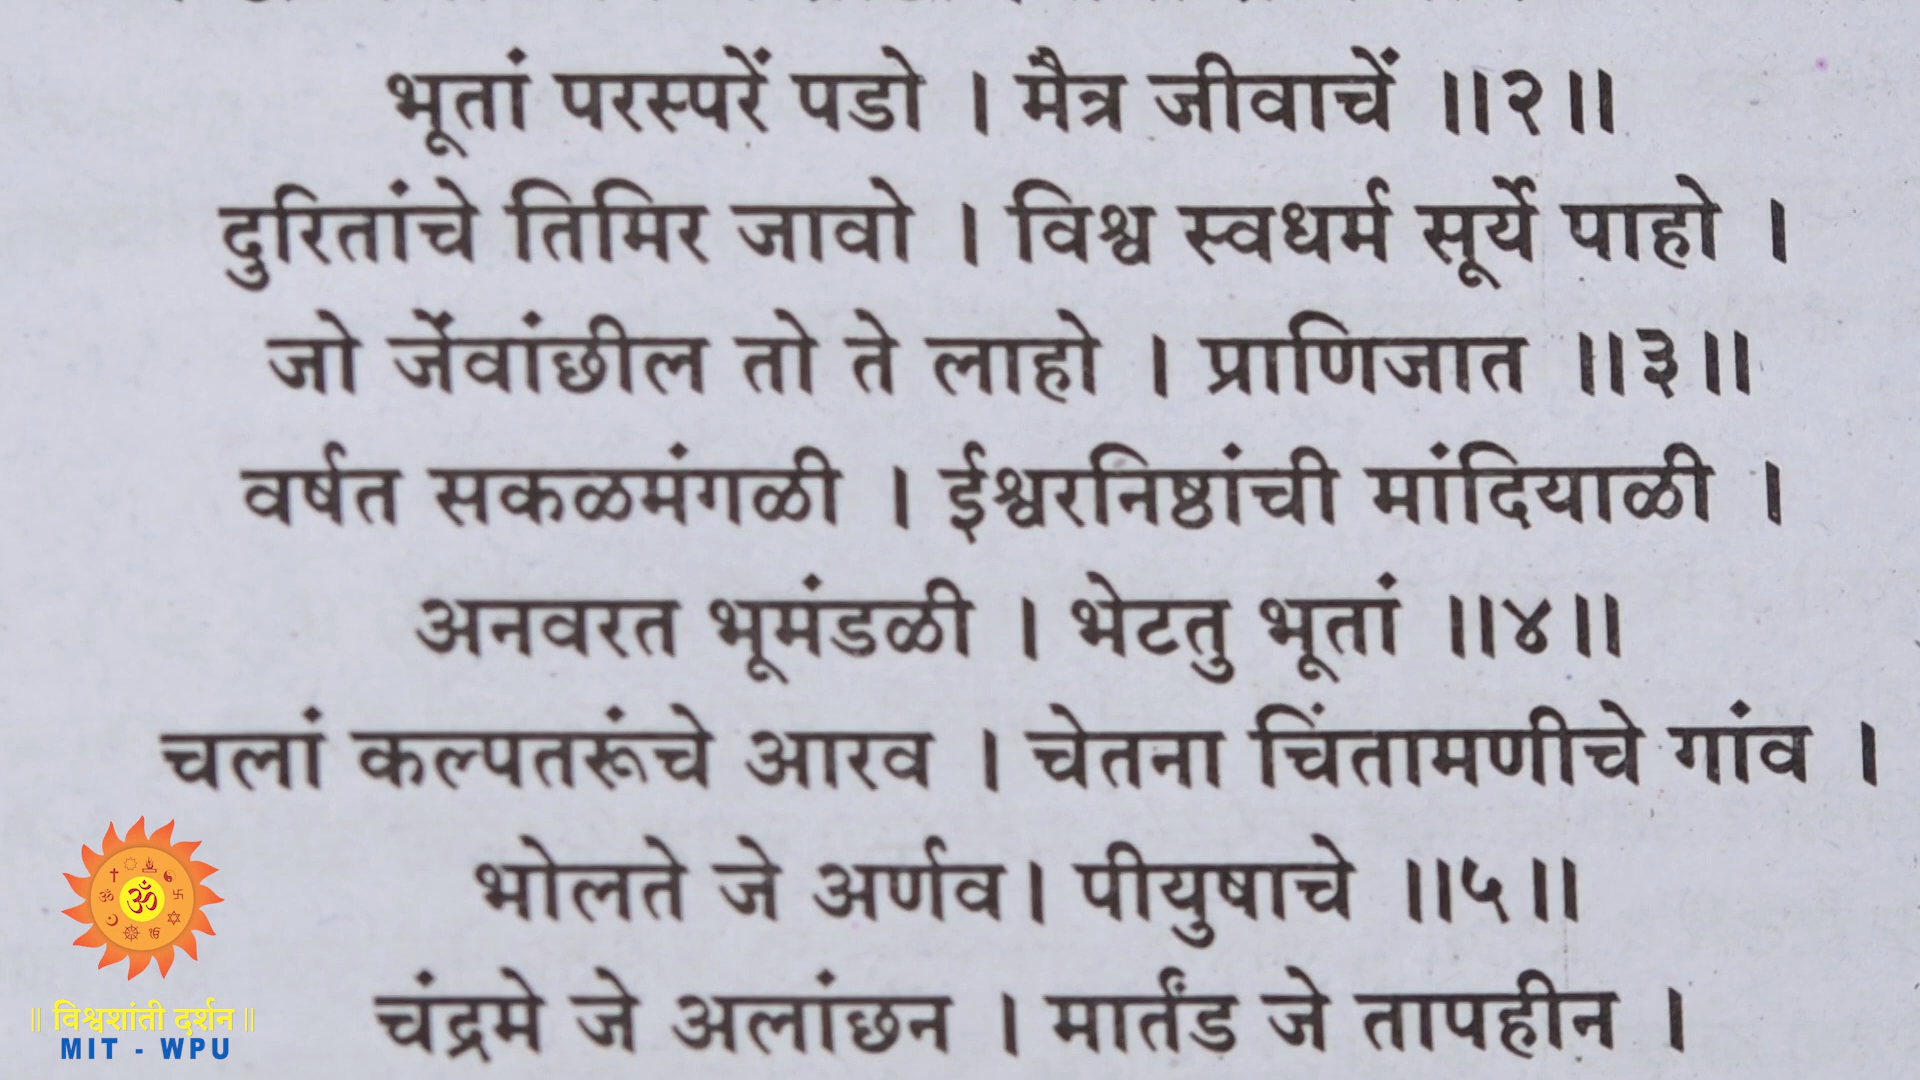 भूतां परस्परें पडो । मैत्र जीवाचें ॥२॥
दुरितांचे तिमिर जावो । विश्व स्वधर्म सूर्ये पाहो ।
जो जेंवांछील तो ते लाहो । प्राणिजात ॥३॥
वर्षत सकळमंगळी । ईश्वरनिष्ठांची मांदियाळी ।
अनवरत भूमंडळी । भेटतु भूतां ॥४॥
चलां कल्पतरूंचे आरव । चेतना चिंतामणीचे गांव ।
भोलते जे अर्णव। पीयुषाचे ॥५॥
चंद्रमे जे अलांछन । मार्तंड जे तापहीन ।
॥ विश्वशांती दर्शन ॥
MIT - WPU